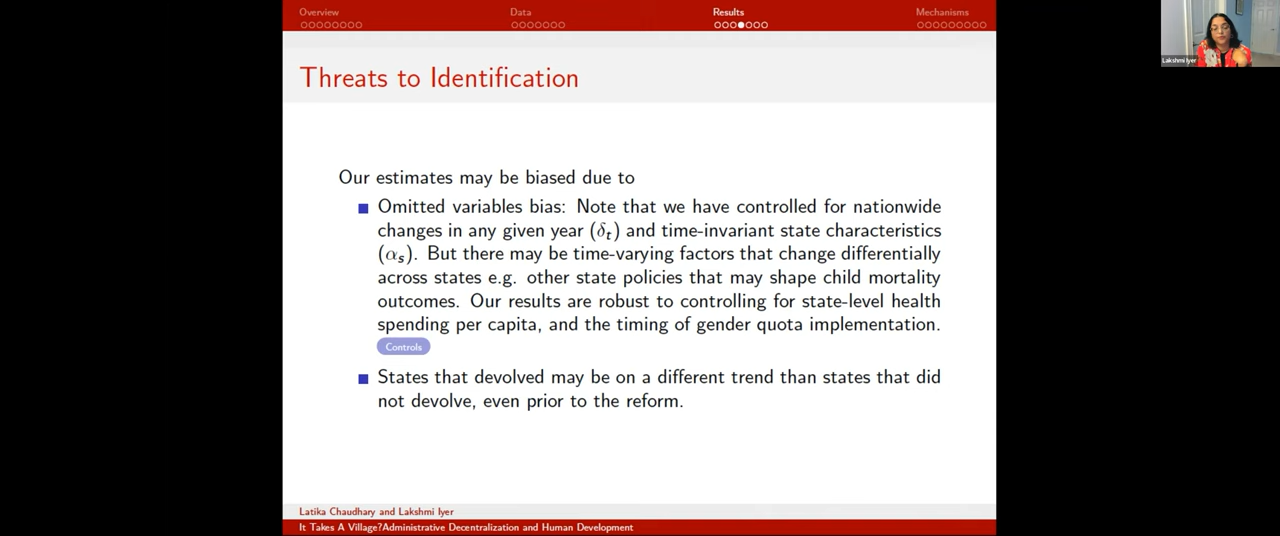 Overview Data Results Mechanisms
Lakshmi Iyer
Threats to Identification
Our estimates may be biased due to
Omitted variables bias: Note that we have controlled for nationwide
changes in any given year (δt) and time-invariant state characteristics
(αs). But there may be time-varying factors that change differentially
across states e.g. other state policies that may shape child mortality
outcomes. Our results are robust to controlling for state-level health
spending per capita, and the timing of gender quota implementation.
Controls
States that devolved may be on a different trend than states that did
not devolve, even prior to the reform.
Latika Chaudhary and Lakshmi Iyer
It Takes A Village?Administrative Decentralization and Human Development